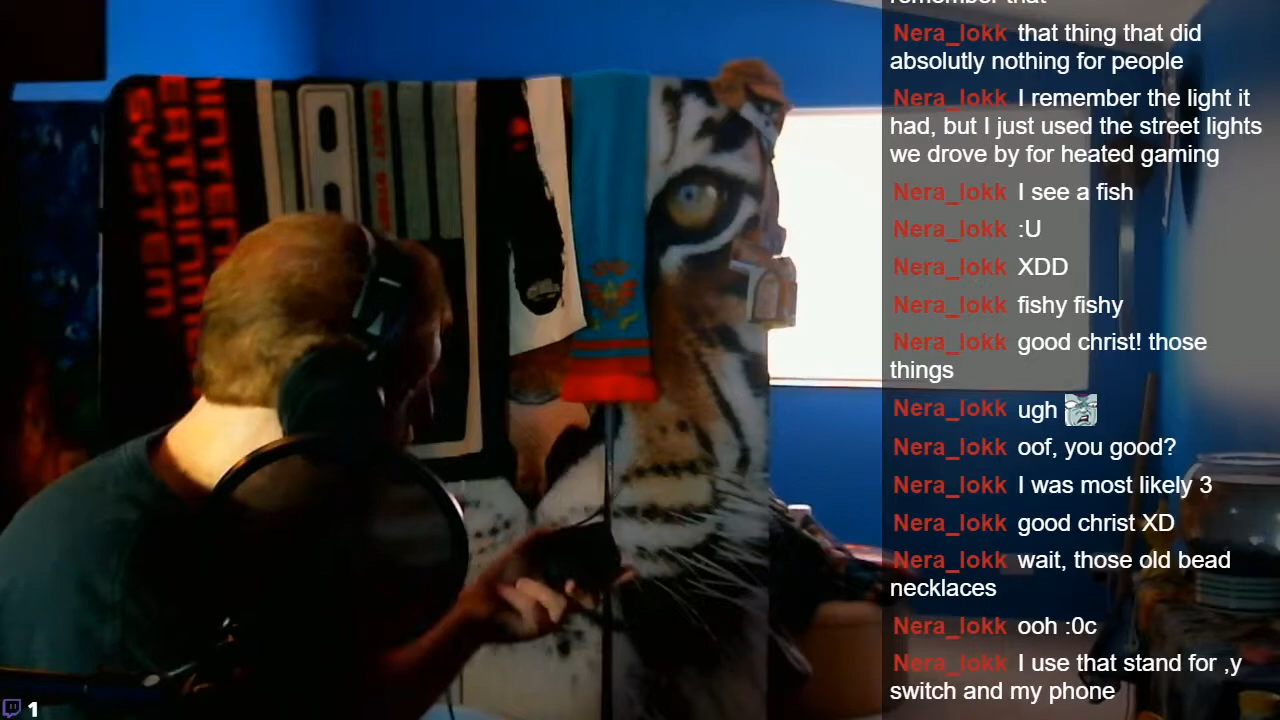 remember that
Nera_lokk that thing that did
absolutly nothing for people
Nera_lokk I remember the light it
had, but I just used the street lights
we drove by for heated gaming
Nera_lokk I see a fish
Nera_lokk :U
Nera_lokk XDD
Nera_lokk fishy fishy
Nera_lokk good christ! those
things
Nera_lokk ugh
Nera_lokk oof, you good?
Nera_lokk I was most likely 3
Nera_lokk good christ XD
Nera_lokk wait, those old bead
necklaces
Nera_lokk ooh :0c
Nera_lokk I use that stand for ,y
switch and my phone
SYSTEM
1